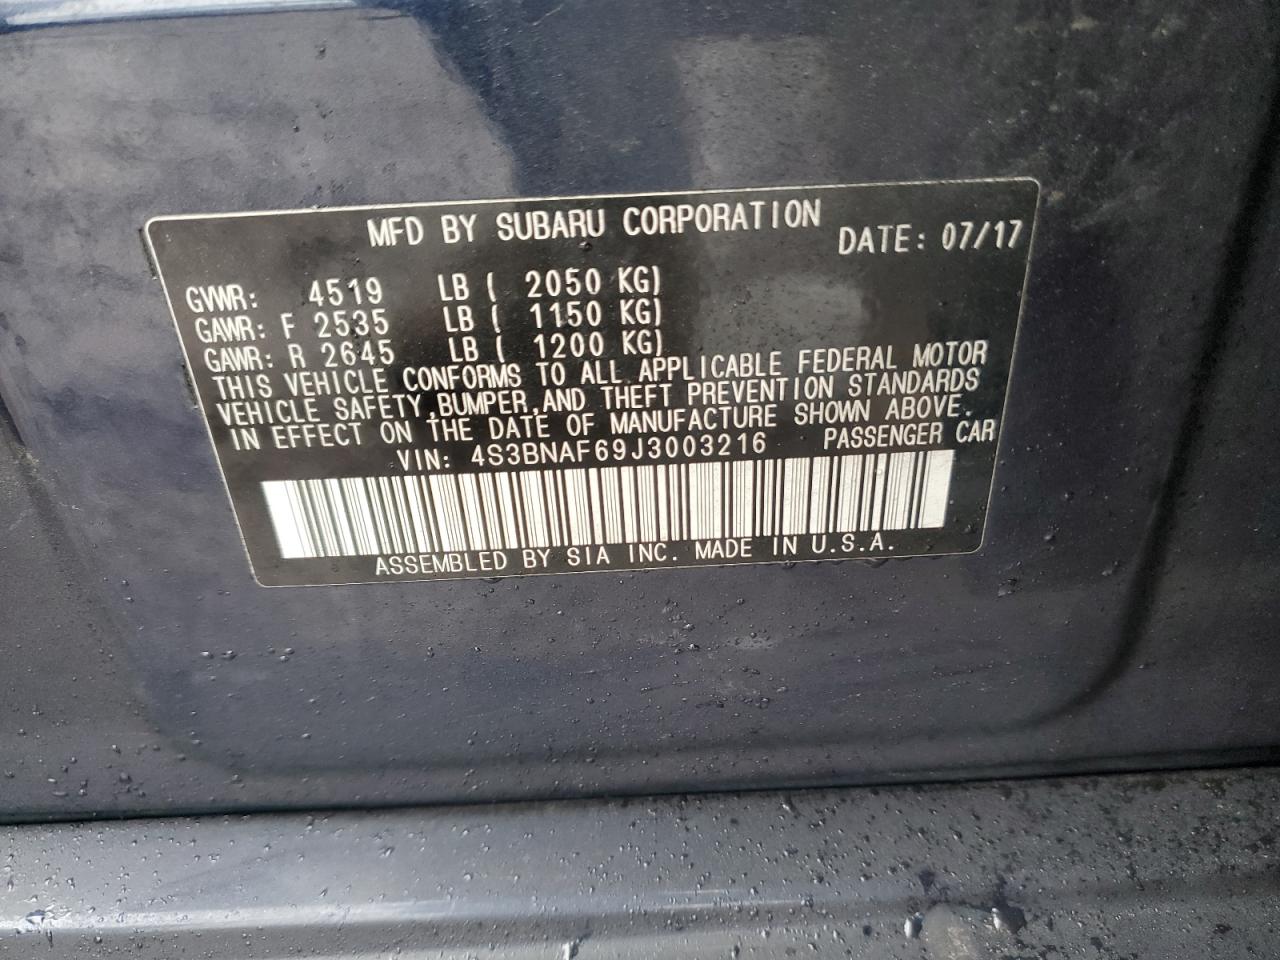 MFD BY SUBARU CORPORATION DATE: 07/17
GVWR: 4519 LB ( 2050 KG)
GAWR: F 2535 LB ( 1150 KG)
GAWR: R 2645 LB ( 1200 KG)
THIS VEHICLE CONFORMS TO ALL APPLICABLE FEDERAL MOTOR
VEHICLE SAFETY,BUMPER,AND THEFT PREVENTION STANDARDS
IN EFFECT ON THE DATE OF MANUFACTURE SHOWN ABOVE.
VIN: 4S3BNAF69J3003216 PASSENGER CAR
ASSEMBLED BY SIA INC. MADE IN U.S.A.